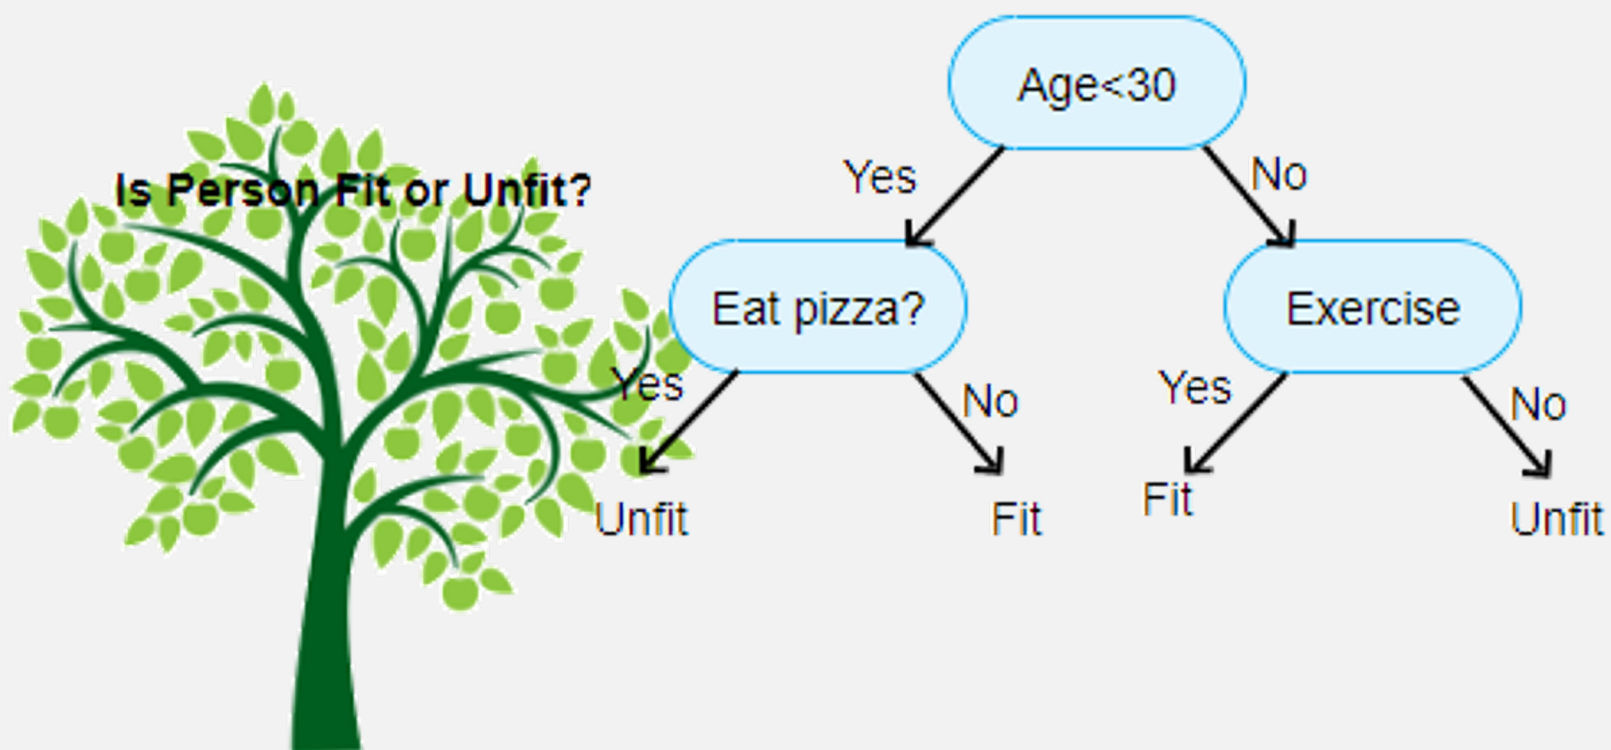 Age<30
Yes
No
Is Person Fit or Unfit?
Eat pizza?
Exercise
Yes
No
Yes
No
Unfit
Fit
Fit
Unfit